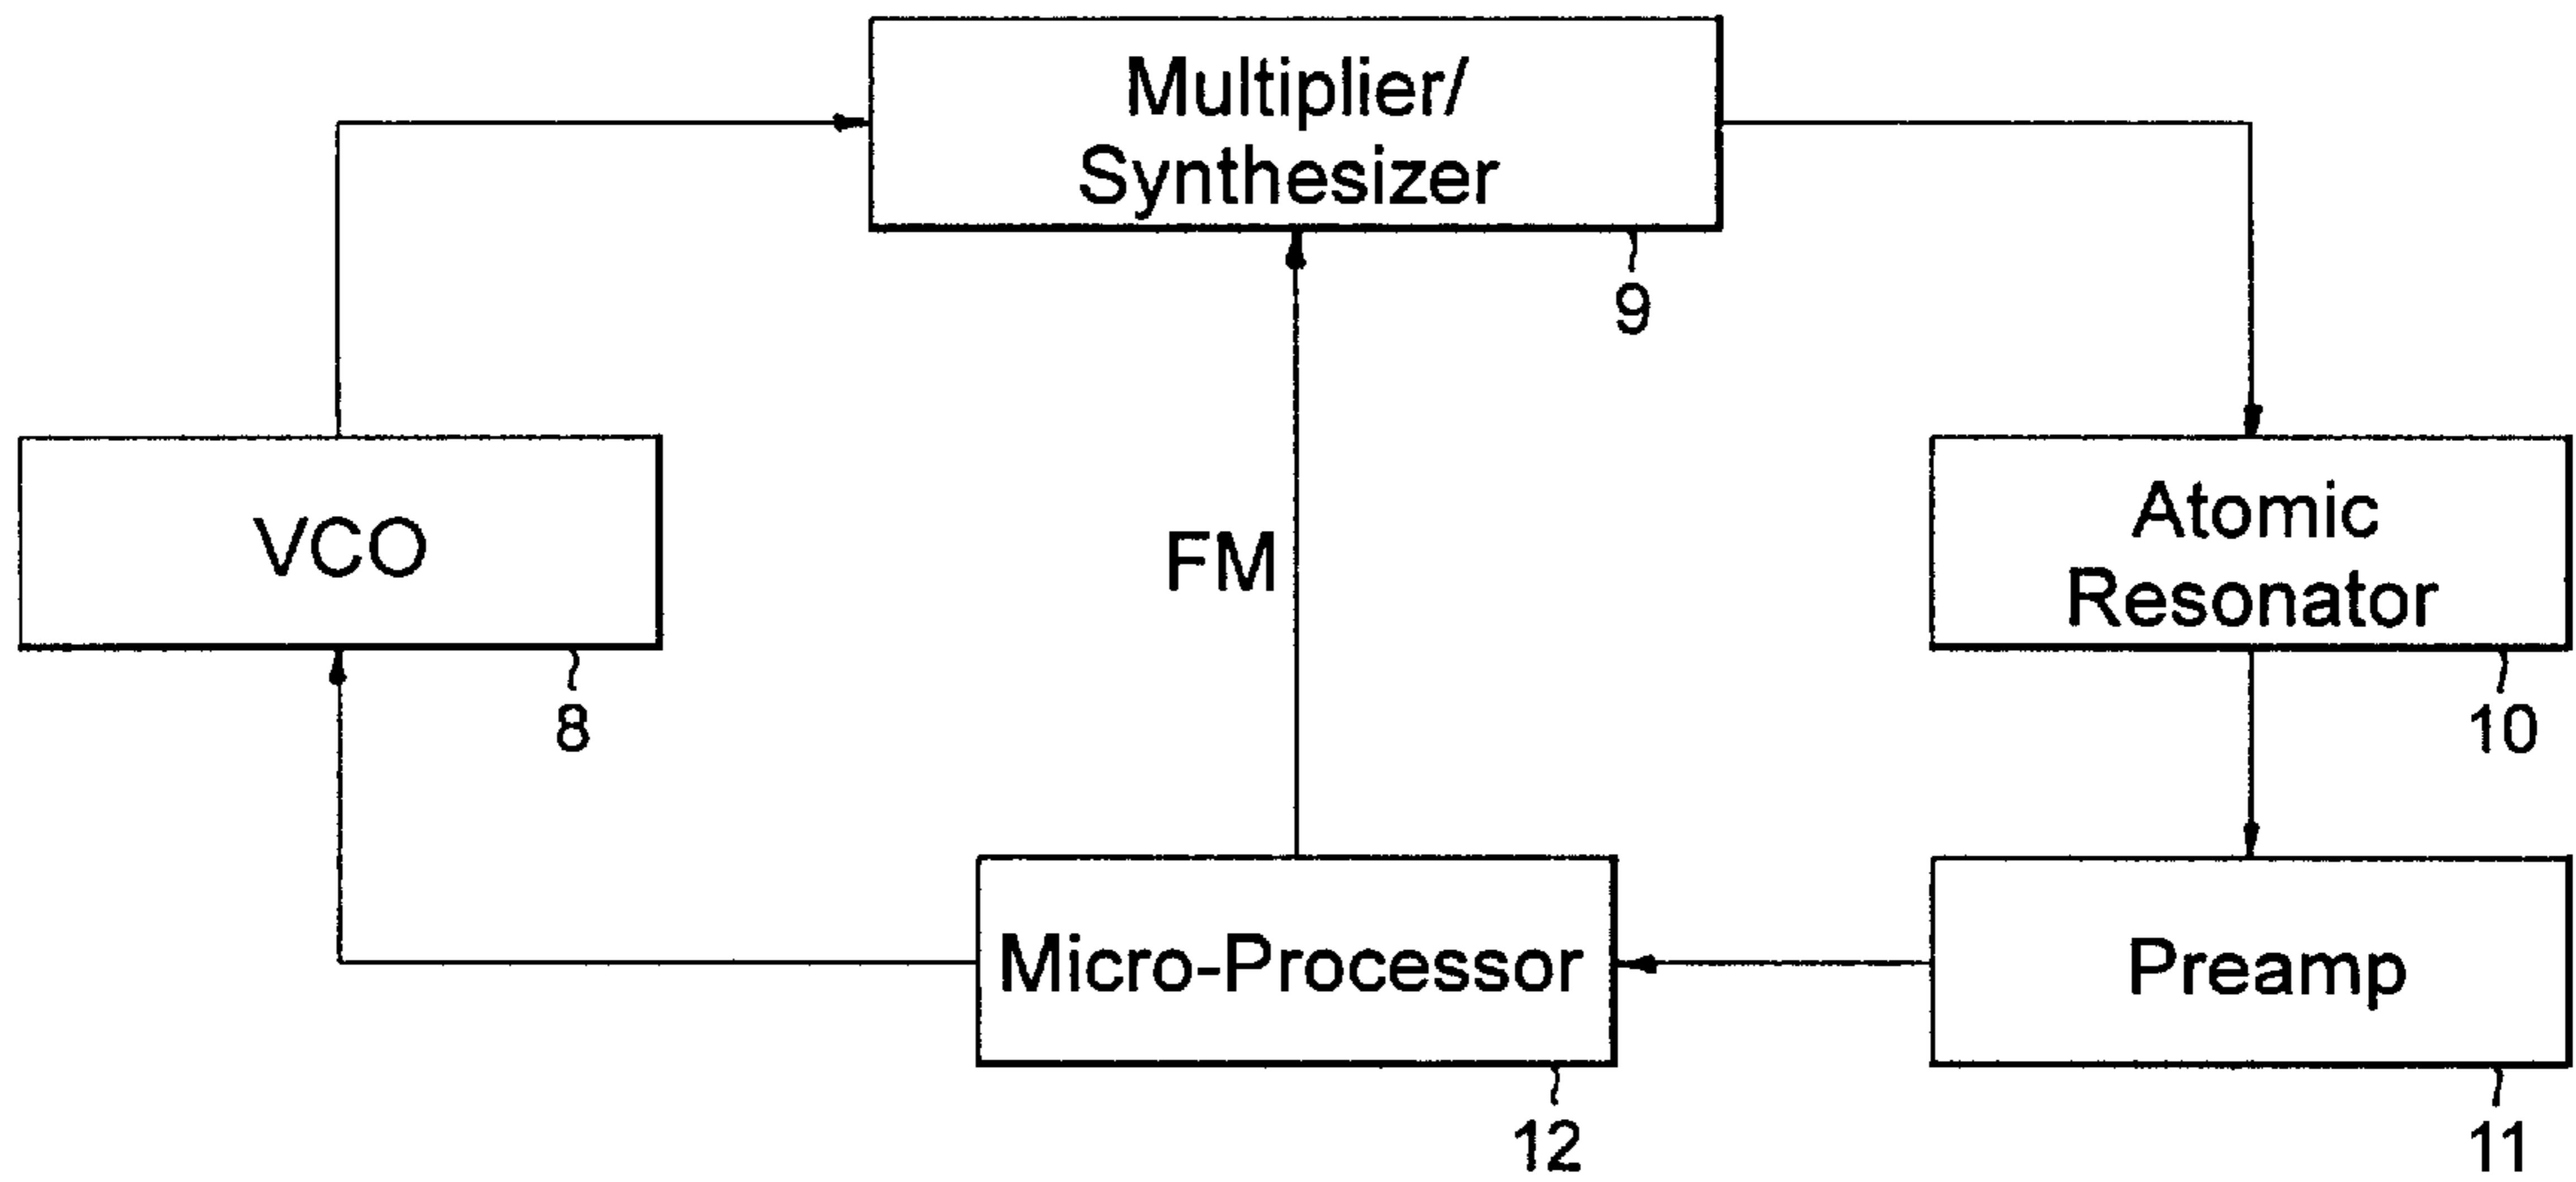 Multiplier/
Synthesizer
9
VCO
8
FM
Atomic
Resonator
10
Micro-Processor
12
Preamp
11